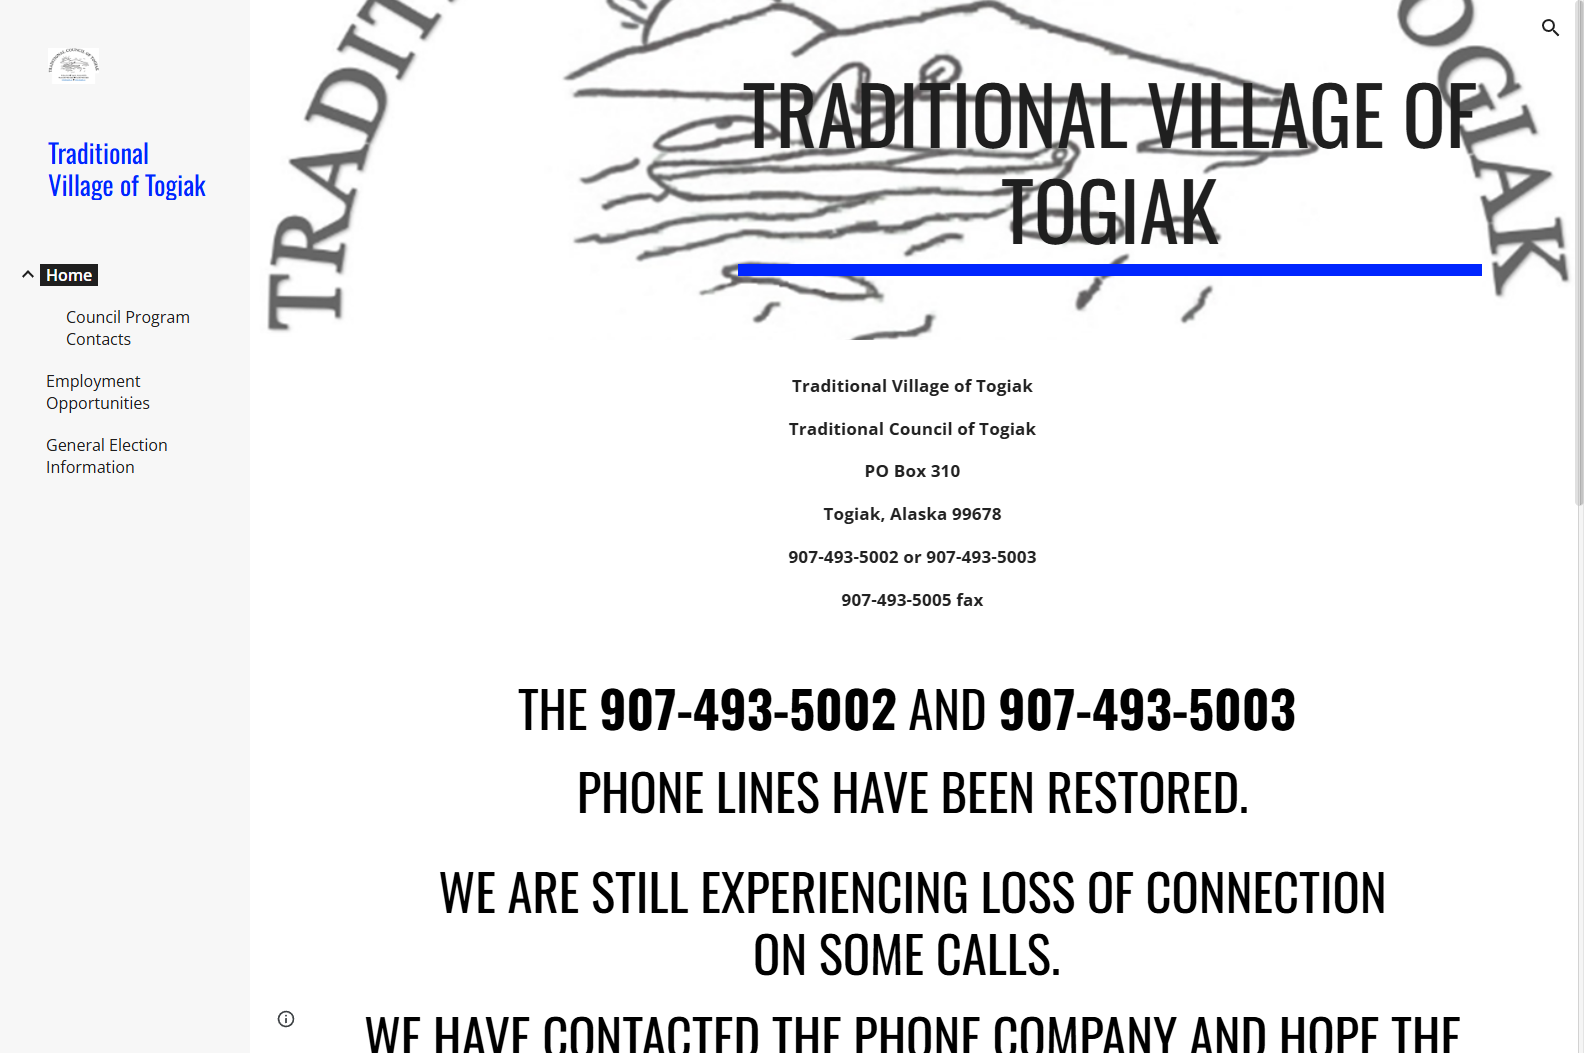 Traditional
Village of Togiak
Home
Council Program
Contacts
Employment
Opportunities
General Election
Information
TRADITIONAL VILLAGE OF
TOGIAK
Traditional Village of Togiak
Traditional Council of Togiak
PO Box 310
Togiak, Alaska 99678
907-493-5002 or 907-493-5003
907-493-5005 fax
THE 907-493-5002 AND 907-493-5003
PHONE LINES HAVE BEEN RESTORED.
WE ARE STILL EXPERIENCING LOSS OF CONNECTION
ON SOME CALLS.
WE HAVE CONTACTED THE PHONE COMPANY AND HOPE THE